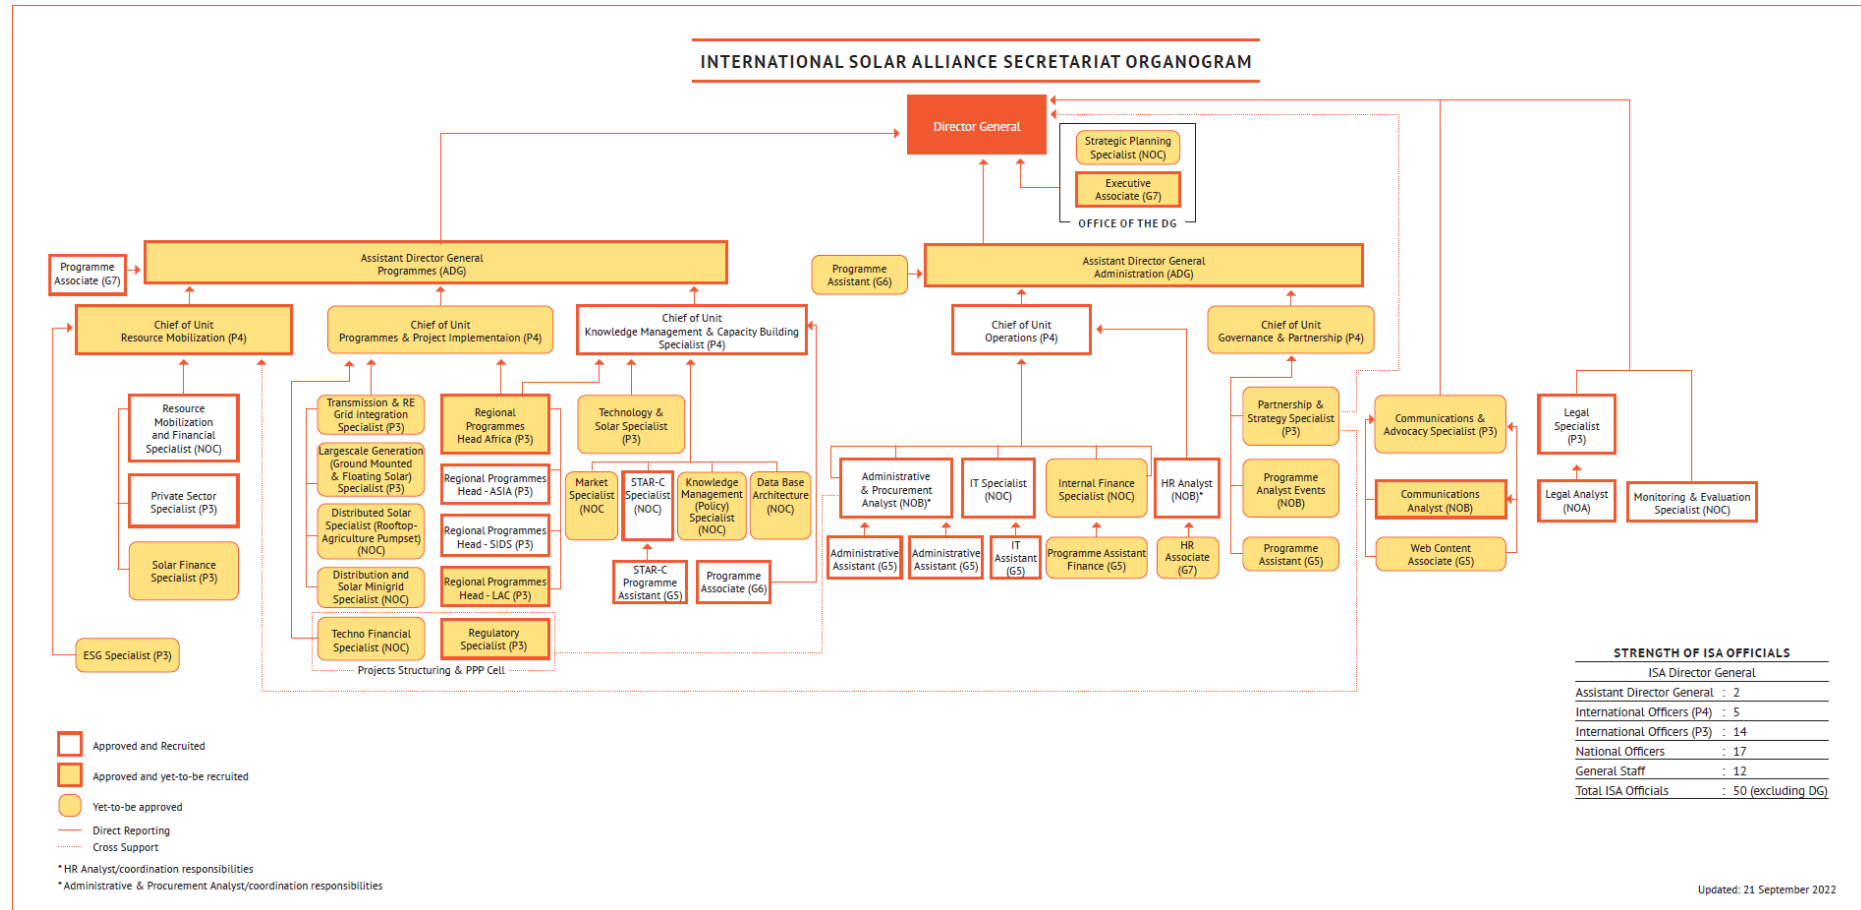 INTERNATIONAL SOLAR ALLIANCE SECRETARIAT ORGANOGRAM
Director General
Strategic Planning
Specialist (NOC)
Executive
Associate (G7)
OFFICE OF THE DG
Programme
Associate (G7)
Assistant Director General
Programmes (ADG)
Programme
Assistant (G6)
Assistant Director General
Administration (ADG)
Chief of Unit
Resource Mobilization (P4)
Chief of Unit
Programmes & Project Implementaion (P4)
Chief of Unit
Knowledge Management & Capacity Building
Specialist (P4)
Chief of Unit
Operations (P4)
Chief of Unit
Governance & Partnership (P4)
Resource
Mobilization
and Financial
Specialist (NOC)
Private Sector
Specialist (P3)
Solar Finance
Specialist (P3)
ESG Specialist (P3)
Transmission & RE
Grid integration
Specialist (P3)
Largescale Generation
(Ground Mounted
& Floating Solar)
Specialist (P3)
Distributed Solar
Specialist (Rooftop-
Agriculture Pumpset)
(NOC)
Distribution and
Solar Minigrid
Specialist (NOC)
Techno Financial
Specialist (NOC)
Regional
Programmes
Head Africa (P3)
Regional Programmes
Head - ASIA (P3)
Regional Programmes
Head - SIDS (P3)
Regional Programmes
Head - LAC (P3)
Regulatory
Specialist (P3)
Projects Structuring & PPP Cell
Technology &
Solar Specialist
(P3)
Market
Specialist
(NOC
STAR-C
Specialist
(NOC)
Knowledge
Management
(Policy)
Specialist
(NOC)
Data Base
Architecture
(NOC)
STAR-C
Programme
Assistant (G5)
Programme
Associate (G6)
Administrative
& Procurement
Analyst (NOB)*
IT Specialist
(NOC)
Internal Finance
Specialist (NOC)
HR Analyst
(NOB)*
Administrative
Assistant (G5)
Administrative
Assistant (G5)
IT
Assistant
(G5)
Programme Assistant
Finance (G5)
HR
Associate
(G7)
Partnership &
Strategy Specialist
(P3)
Programme
Analyst Events
(NOB)
Programme
Assistant (G5)
Communications &
Advocacy Specialist (P3)
Communications
Analyst (NOB)
Web Content
Associate (G5)
Legal
Specialist
(P3)
Legal Analyst
(NOA)
Monitoring & Evaluation
Specialist (NOC)
STRENGTH OF ISA OFFICIALS
ISA Director General
Assistant Director General : 2
International Officers (P4) : 5
International Officers (P3) : 14
National Officers : 17
General Staff : 12
Total ISA Officials : 50 (excluding DG)
Approved and Recruited
Approved and yet-to-be recruited
Yet-to-be approved
Direct Reporting
Cross Support
* HR Analyst/coordination responsibilities
* Administrative & Procurement Analyst/coordination responsibilities
Updated: 21 September 2022